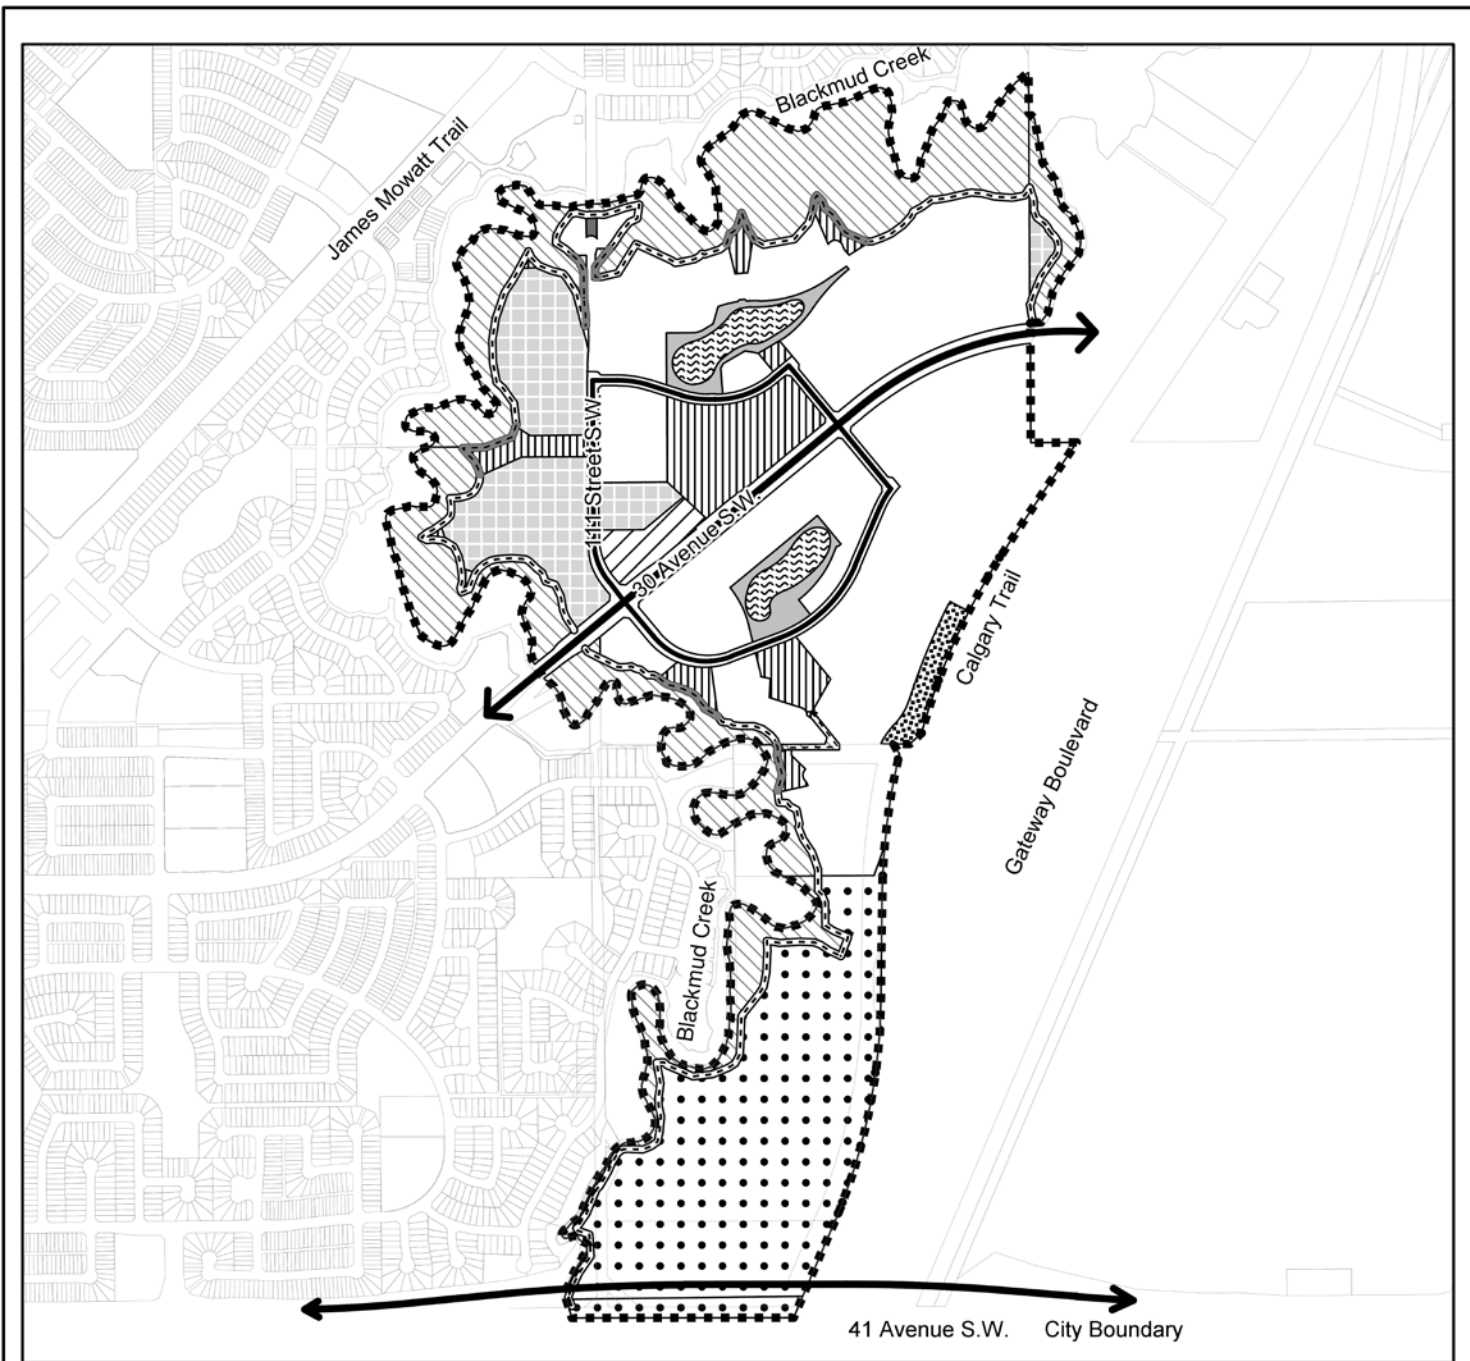 Blackmud Creek
James Mowatt Trail
111 Street S.W.
30 Avenue S.W.
Calgary Trail
Gateway Boulevard
Blackmud Creek
41 Avenue S.W. City Boundary